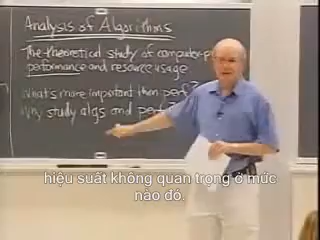 Analysis of Algorithms
The theoretical study of computer-p
performance and resource usage
What's more important than perf?
Why study algs and perf?
hiệu suất không quan trọng ở mức
nào đó.